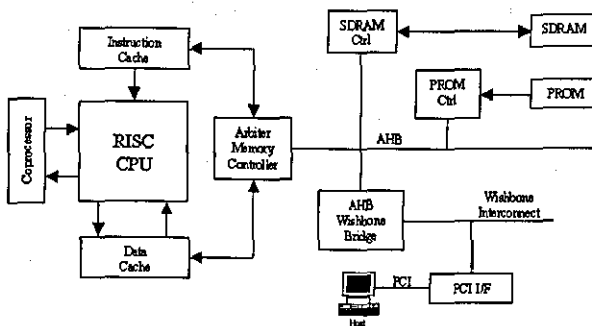 Instruction
Cache
SDRAM
Ctrl
SDRAM
PROM
Ctrl
PROM
Coprocessor
RISC
CPU
Arbiter
Memory
Controller
AHB
AHB
Wishbone
Bridge
Wishbone
Interconnect
Data
Cache
PCI
PCI I/F
Host